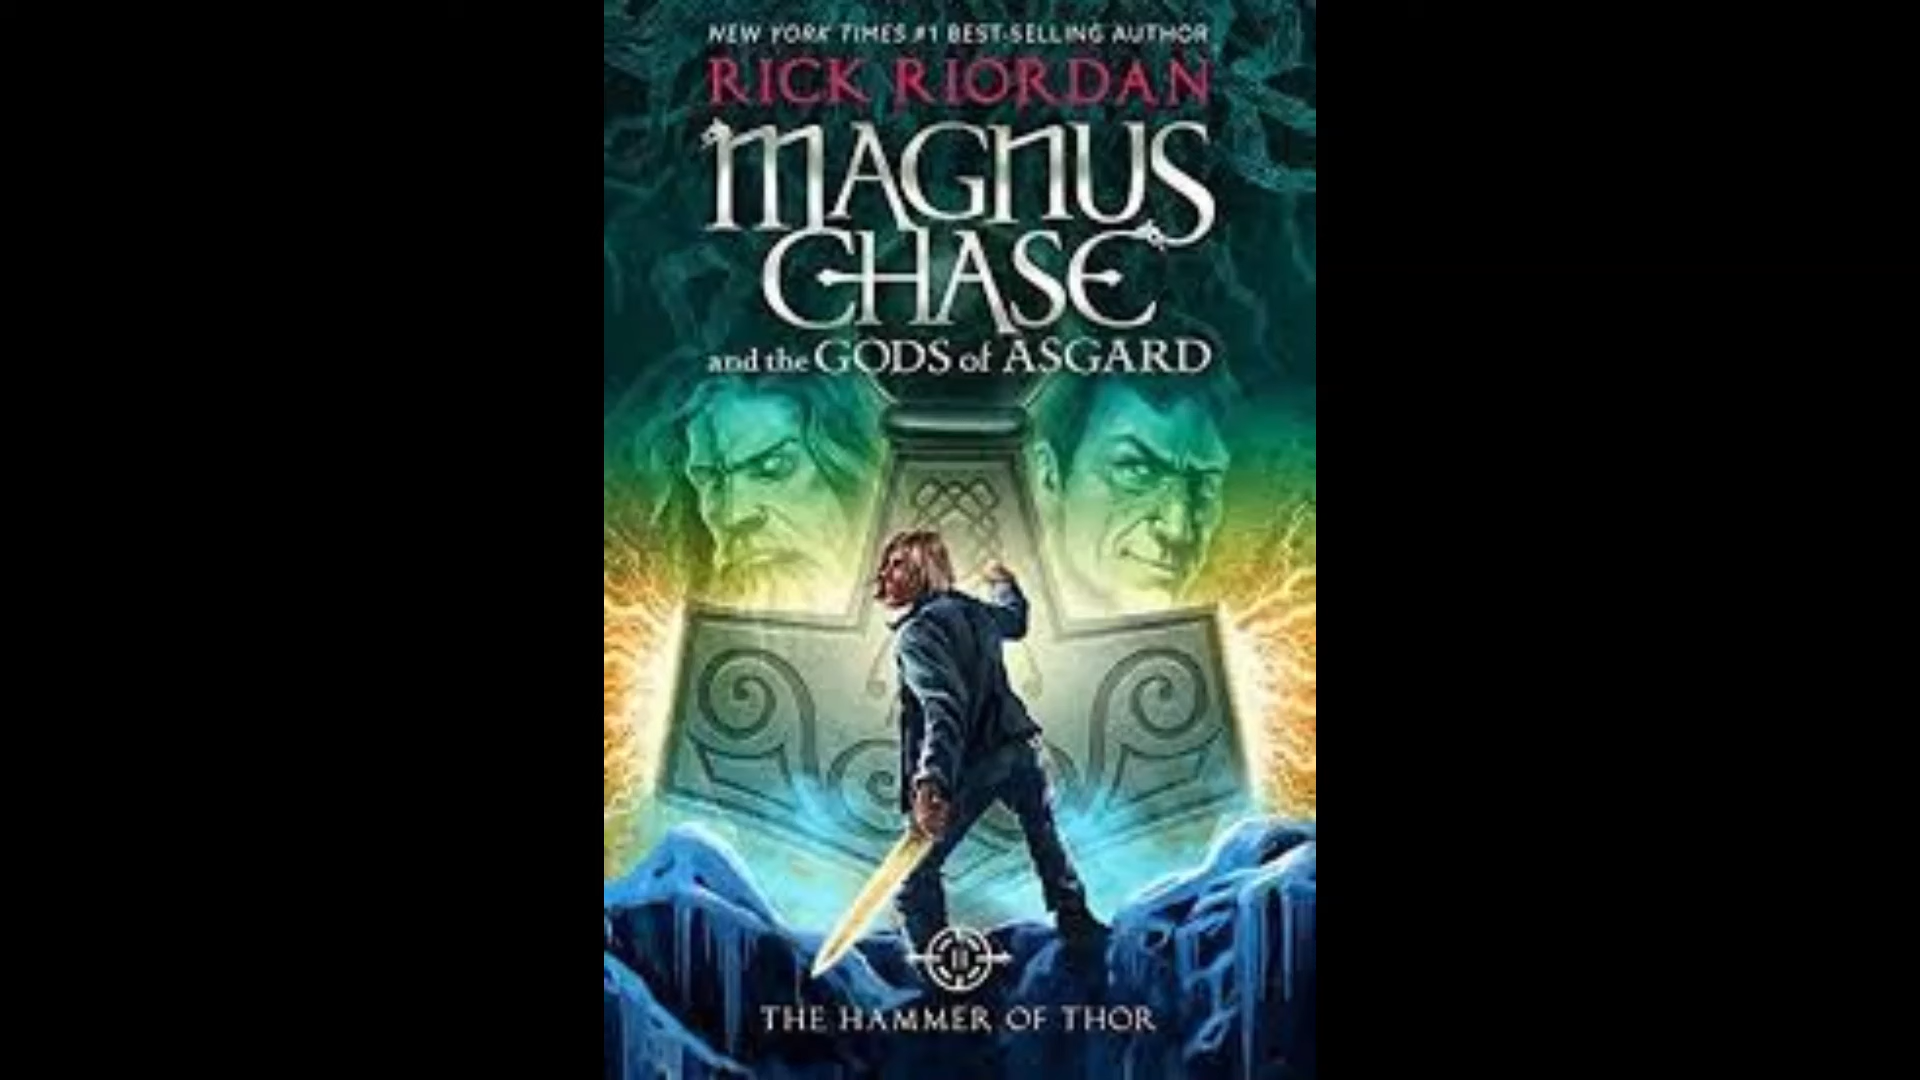 NEW YORK TIMES #1 BEST-SELLING AUTHOR
RICK RIORDAN
MAGNUS
CHASE
and the GODS of ASGARD
II
THE HAMMER OF THOR